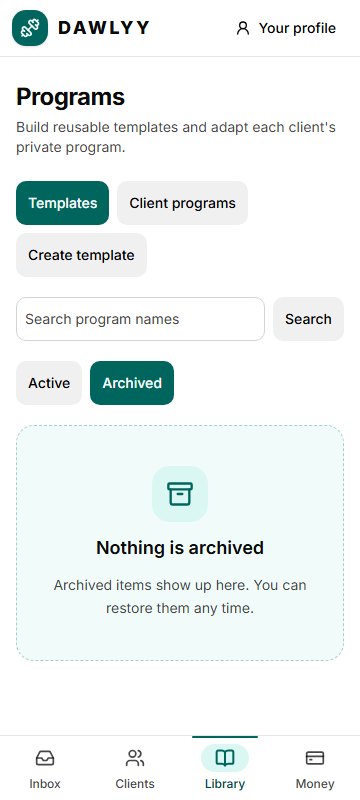 DAWLYY
Your profile
Programs
Build reusable templates and adapt each client's
private program.
Templates
Client programs
Create template
Search program names
Search
Active
Archived
Nothing is archived
Archived items show up here. You can
restore them any time.
Inbox
Clients
Library
Money